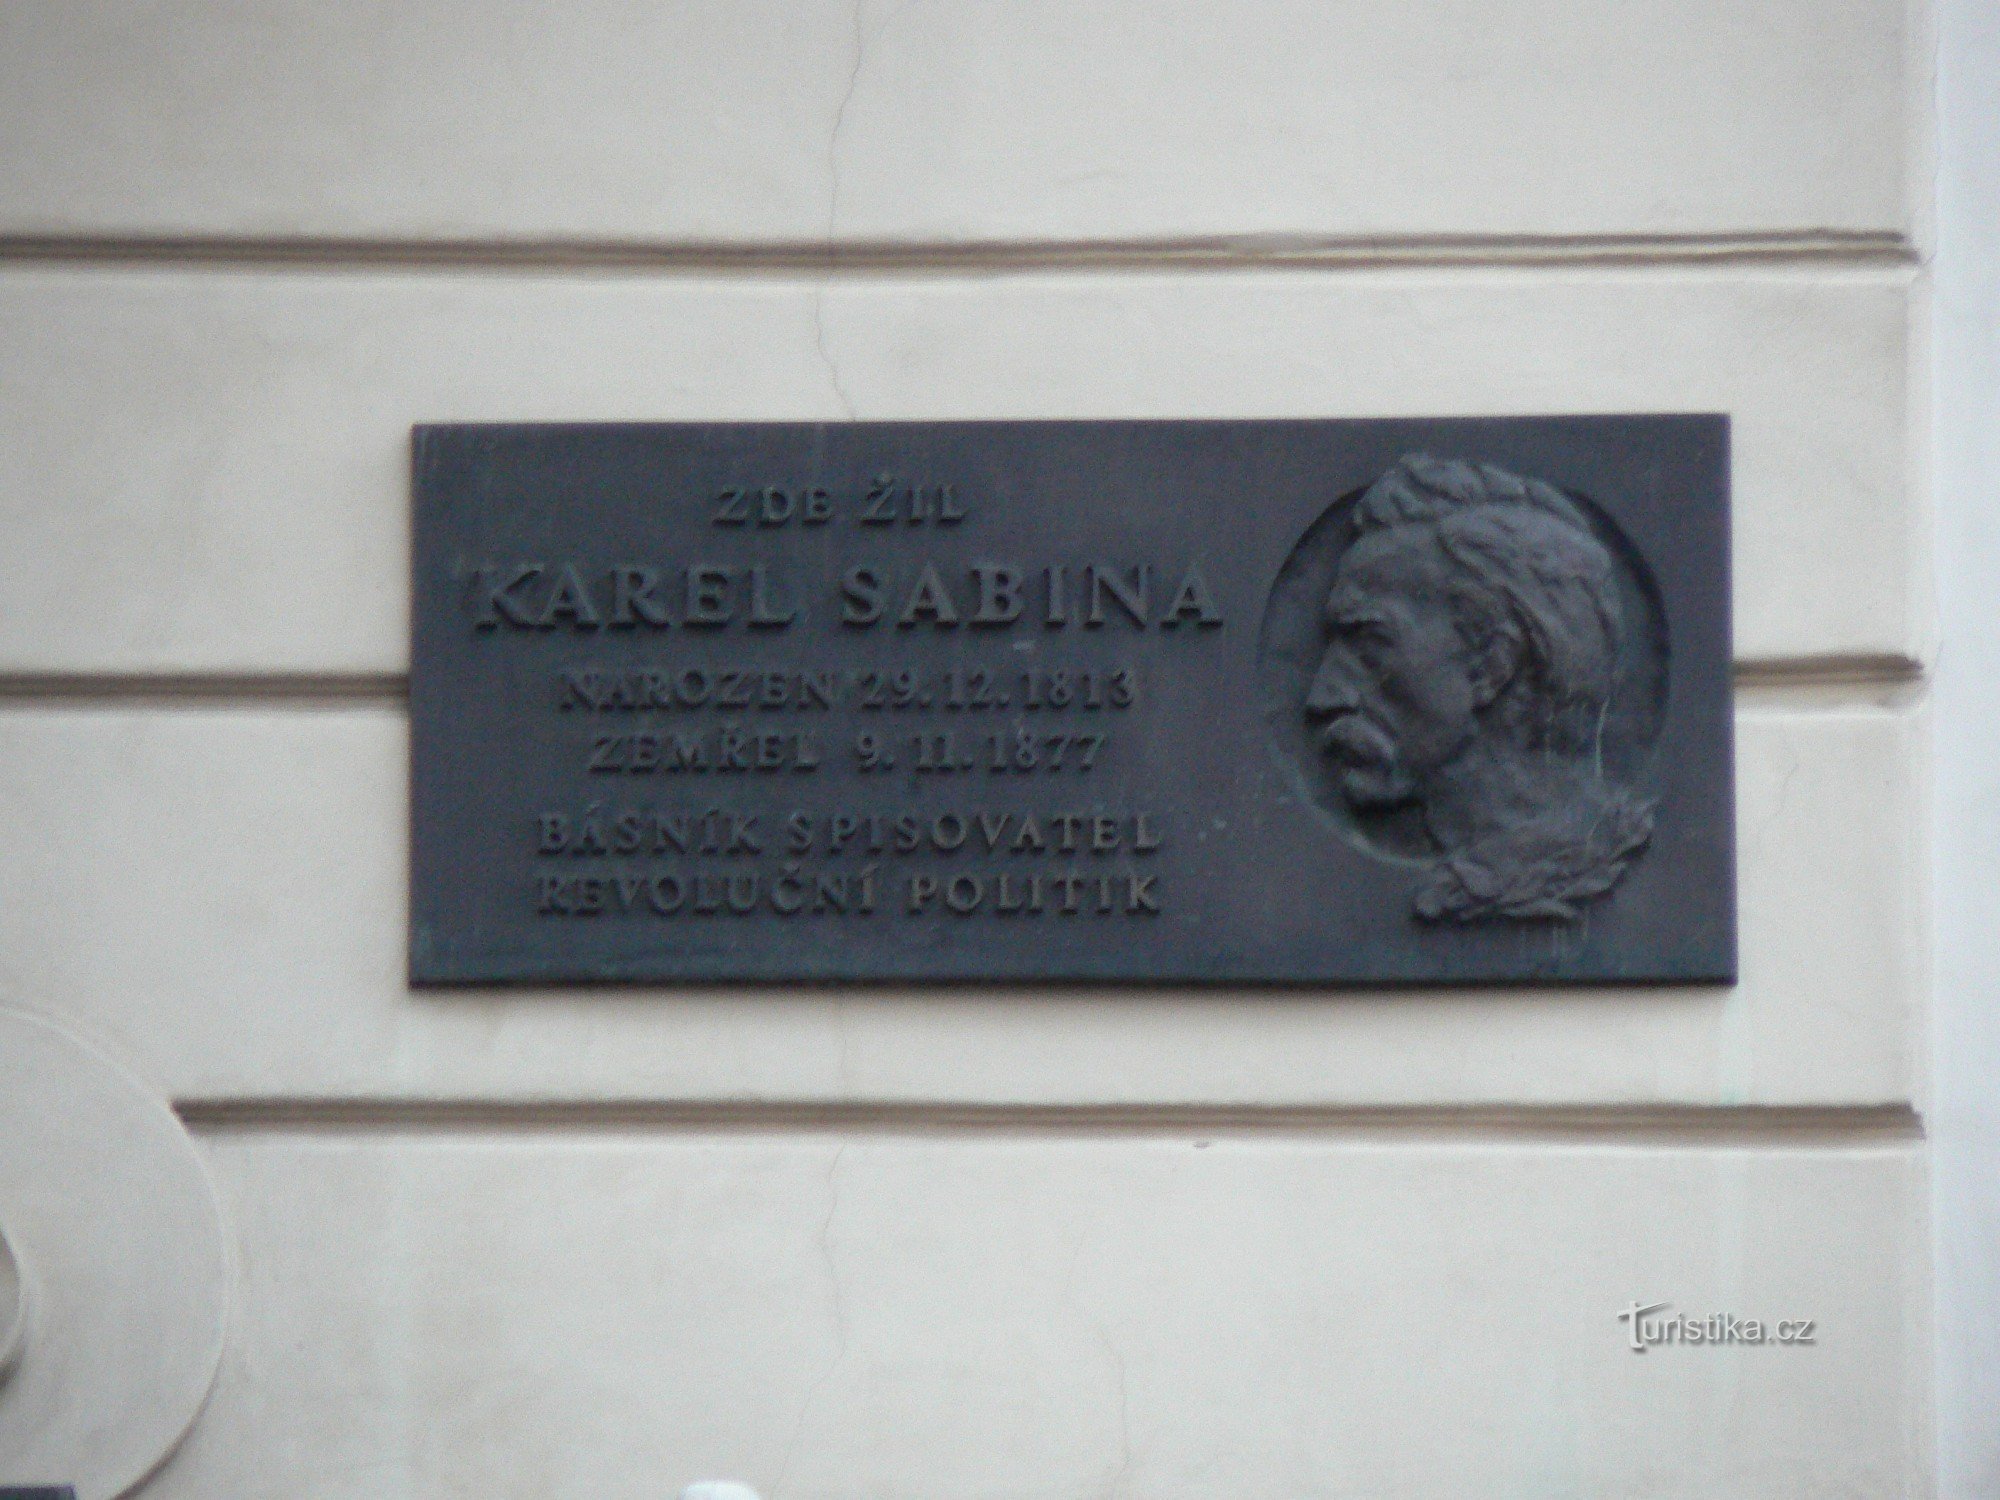 ZDE ŽIL
KAREL SABINA
NAROZEN 29.12.1813
ZEMŘEL 9.11.1877
BÁSNÍK SPISOVATEL
REVOLUČNÍ POLITIK
Turistika.cz